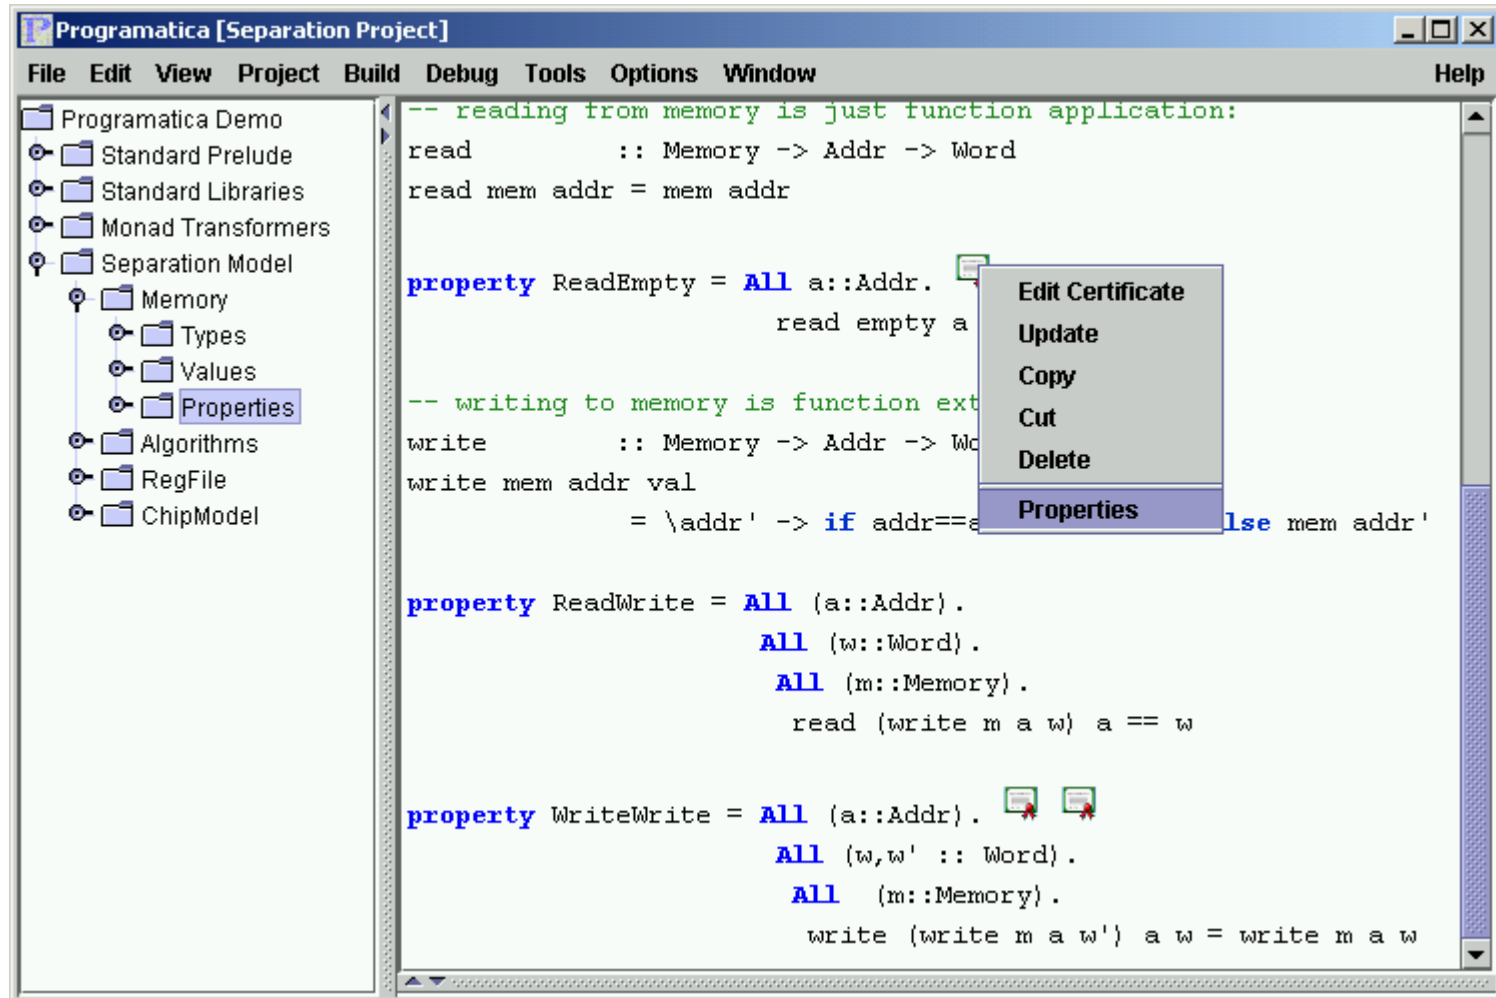 Programatica [Separation Project]
File Edit View Project Build Debug Tools Options Window Help
Programatica Demo
Standard Prelude
Standard Libraries
Monad Transformers
Separation Model
Memory
Types
Values
Properties
Algorithms
RegFile
ChipModel
-- reading from memory is just function application:
read :: Memory -> Addr -> Word
read mem addr = mem addr
property ReadEmpty = All a::Addr.
read empty a
-- writing to memory is function ext
write :: Memory -> Addr -> Wo
write mem addr val
= \addr' -> if addr==a lse mem addr'
property ReadWrite = All (a::Addr).
All (w::Word).
All (m::Memory).
read (write m a w) a == w
property WriteWrite = All (a::Addr).
All (w,w' :: Word).
All (m::Memory).
write (write m a w') a w = write m a w
Edit Certificate
Update
Copy
Cut
Delete
Properties